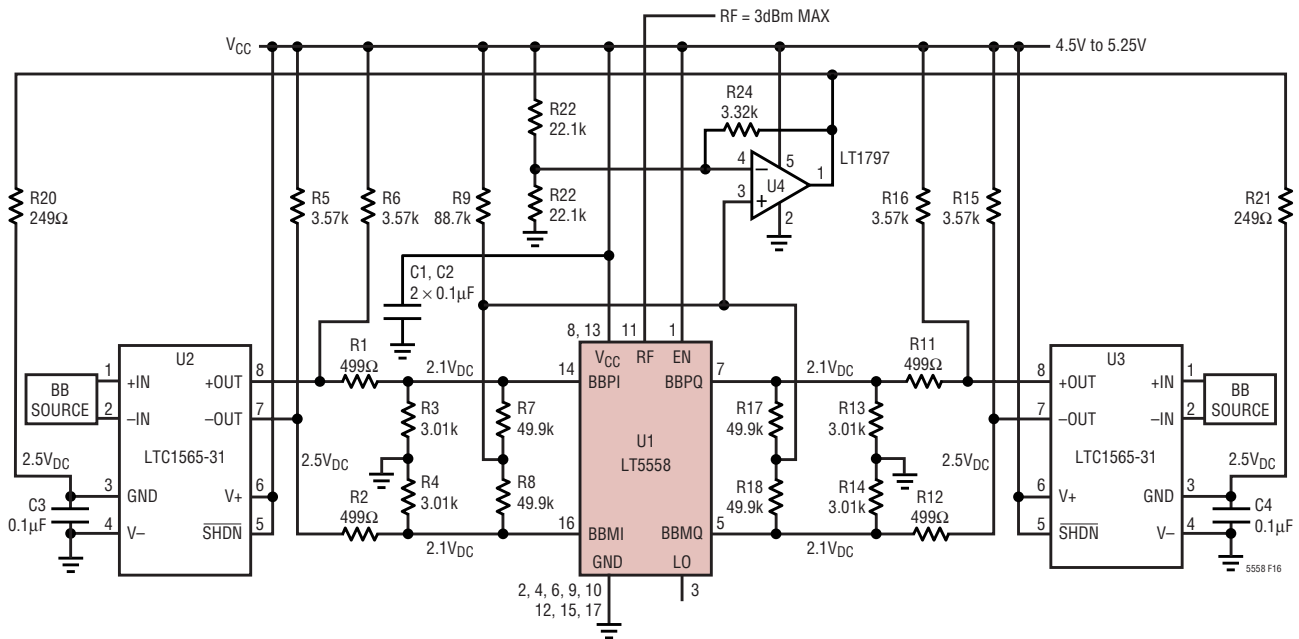 RF = 3dBm MAX
VCC
4.5V to 5.25V
R24
3.32k
R22
22.1k
LT1797
4
5
−
1
U4
3
+
2
R20
249Ω
R5
3.57k
R6
3.57k
R9
88.7k
R22
22.1k
R16
3.57k
R15
3.57k
R21
249Ω
C1, C2
2 × 0.1µF
8, 13
11
1
VCC
RF
EN
U2
R1
499Ω
2.1VDC
14
BBPI
BBPQ
7
2.1VDC
R11
499Ω
U3
BB
SOURCE
1
+IN
2
−IN
+OUT
8
−OUT
7
LTC1565-31
2.5VDC
3
GND
4
V−
V+
6
SHDN
5
C3
0.1µF
2.5VDC
R2
499Ω
R3
3.01k
R4
3.01k
R7
49.9k
R8
49.9k
2.1VDC
16
BBMI
U1
LT5558
BBMQ
5
GND
LO
3
2, 4, 6, 9, 10
12, 15, 17
R17
49.9k
R18
49.9k
R13
3.01k
R14
3.01k
2.1VDC
R12
499Ω
2.5VDC
8
+OUT
7
−OUT
+IN
1
−IN
2
BB
SOURCE
LTC1565-31
2.5VDC
6
V+
5
SHDN
GND
3
V−
4
C4
0.1µF
5558 F16